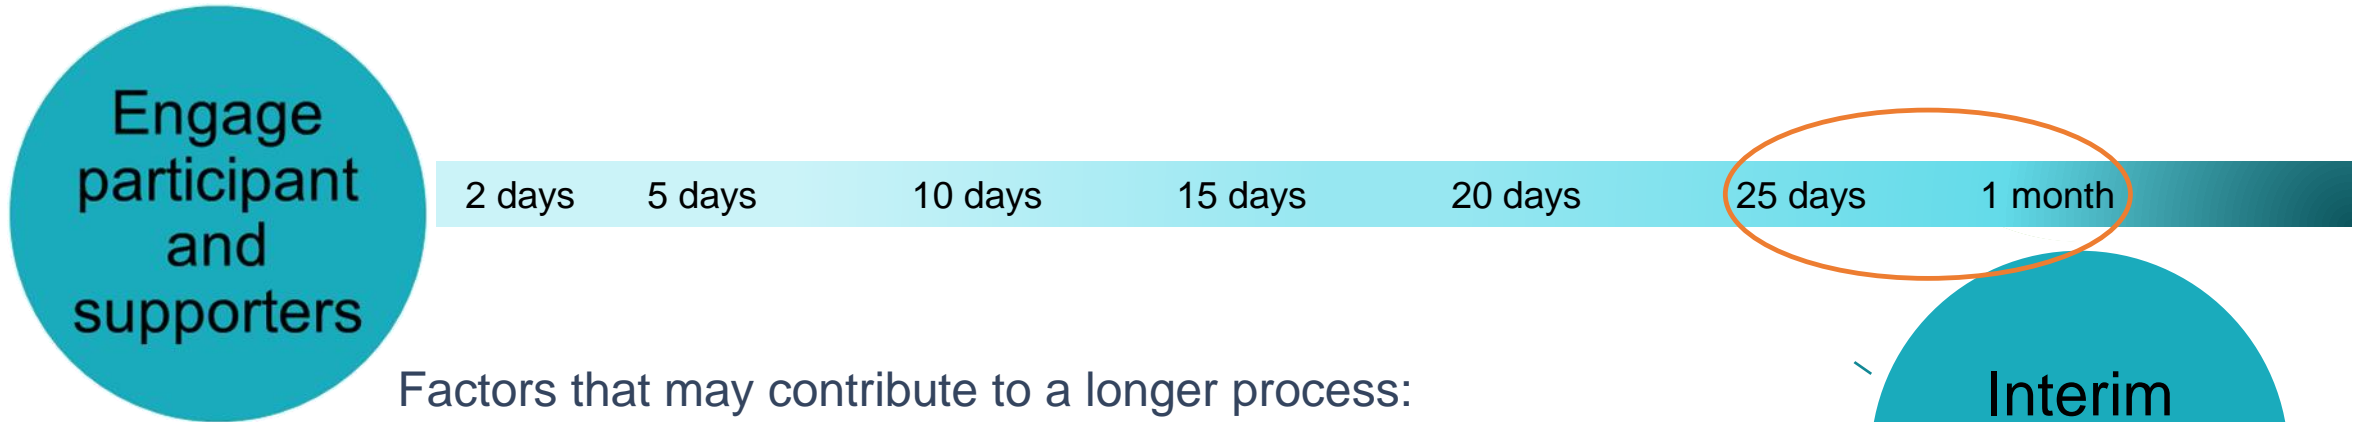 Engage
participant
and
supporters
2 days 5 days 10 days 15 days 20 days 25 days 1 month
Factors that may contribute to a longer process:
Interim